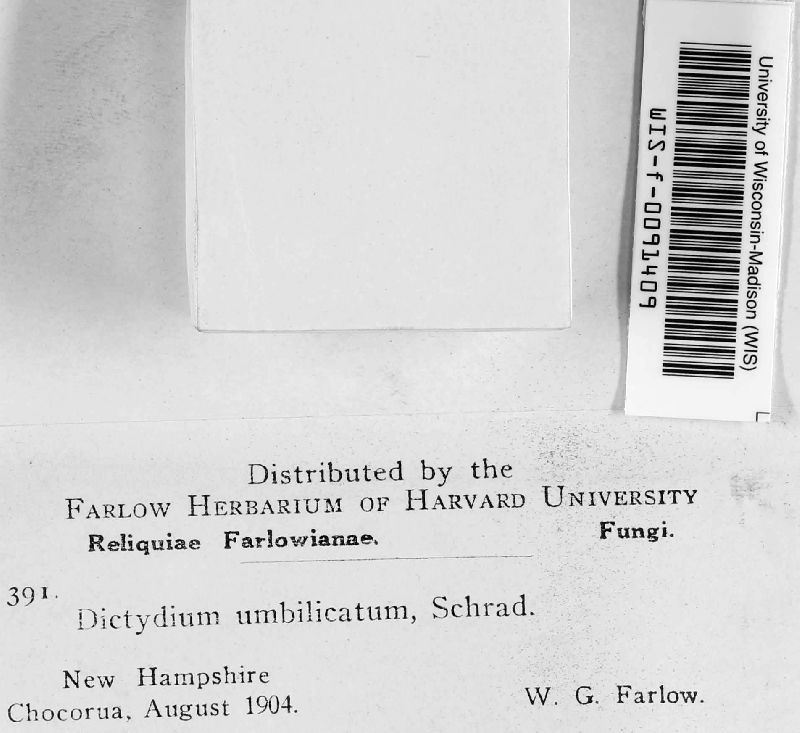 University of Wisconsin-Madison (WIS)
WIS-f-0091409
Distributed by the
FARLOW HERBARIUM OF HARVARD UNIVERSITY
Reliquiae Farlowianae. Fungi.
391.
Dictydium umbilicatum, Schrad.
New Hampshire
Chocorua, August 1904. W. G. Farlow.